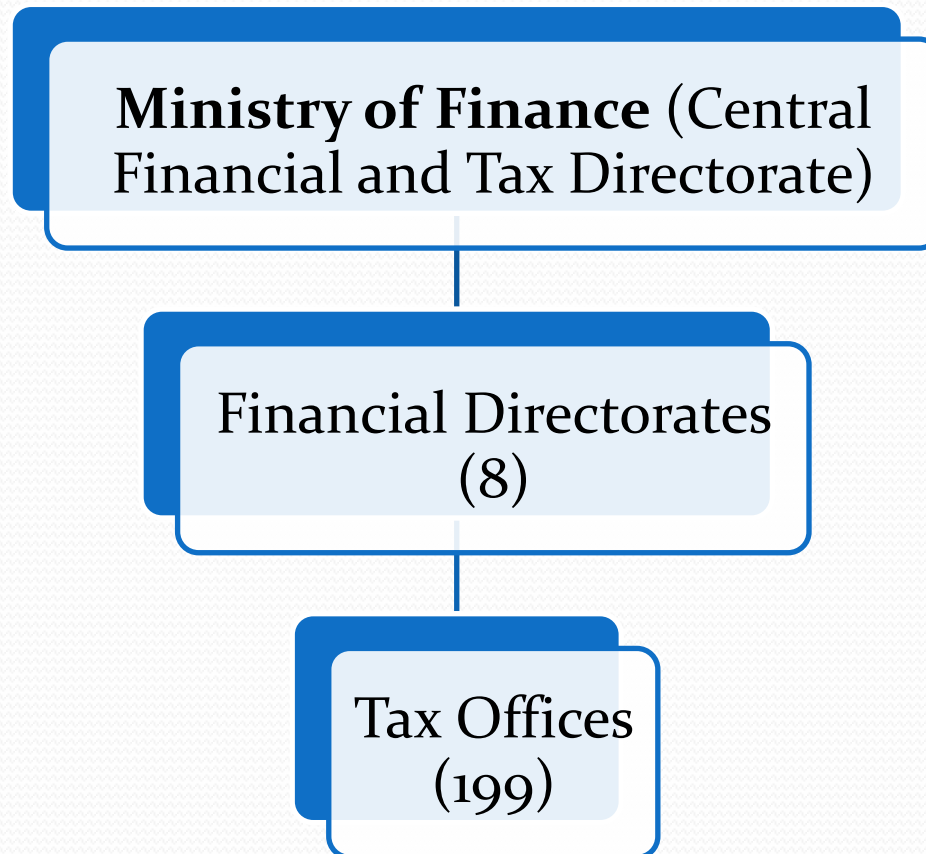 Ministry of Finance (Central
Financial and Tax Directorate)
Financial Directorates
(8)
Tax Offices
(199)